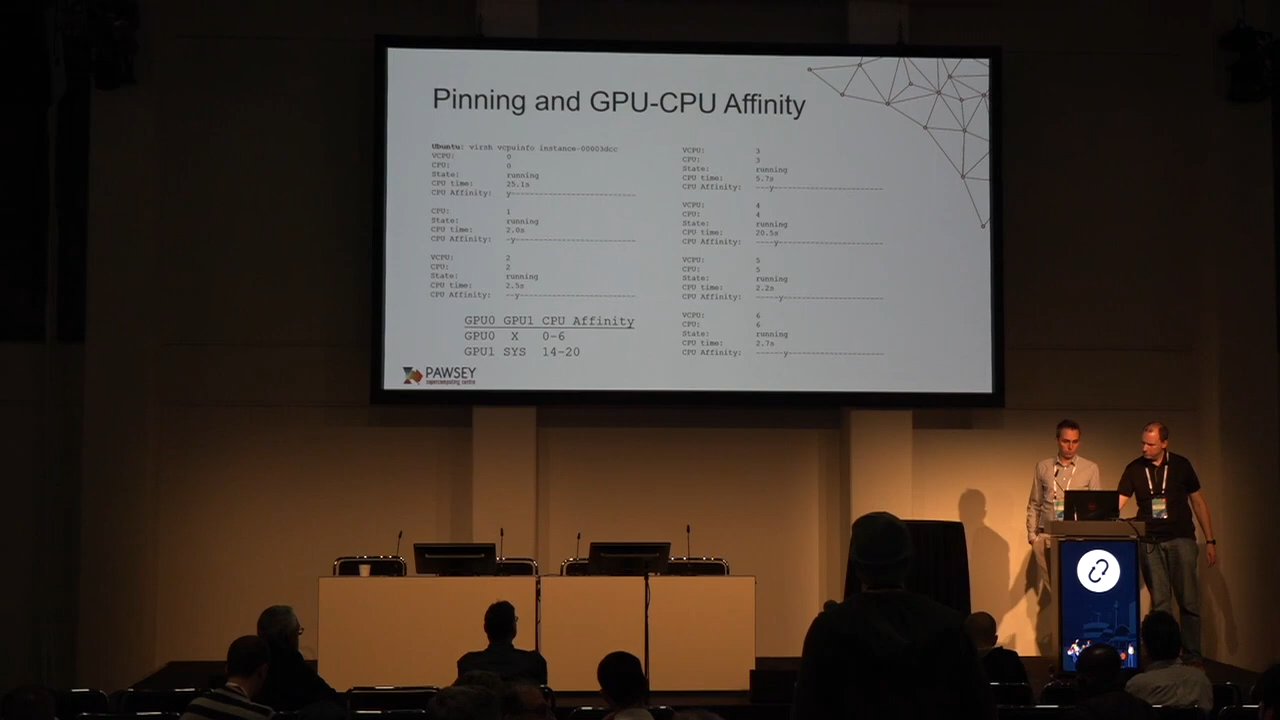 Pinning and GPU-CPU Affinity
Ubuntu: virsh vcpuinfo instance-00003dcc
VCPU: 0
CPU: 0
State: running
CPU time: 25.1s
CPU Affinity: y--------------------------
CPU: 1
State: running
CPU time: 2.0s
CPU Affinity: -y--------------------------
VCPU: 2
CPU: 2
State: running
CPU time: 2.5s
CPU Affinity: --y-------------------------
GPU0 GPU1 CPU Affinity
GPU0 X 0-6
GPU1 SYS 14-20
VCPU: 3
CPU: 3
State: running
CPU time: 5.7s
CPU Affinity: ---y------------------------
VCPU: 4
CPU: 4
State: running
CPU time: 20.5s
CPU Affinity: ----y-----------------------
VCPU: 5
CPU: 5
State: running
CPU time: 2.2s
CPU Affinity: -----y----------------------
VCPU: 6
CPU: 6
State: running
CPU time: 2.7s
CPU Affinity: ------y---------------------
PAWSEY
supercomputing centre